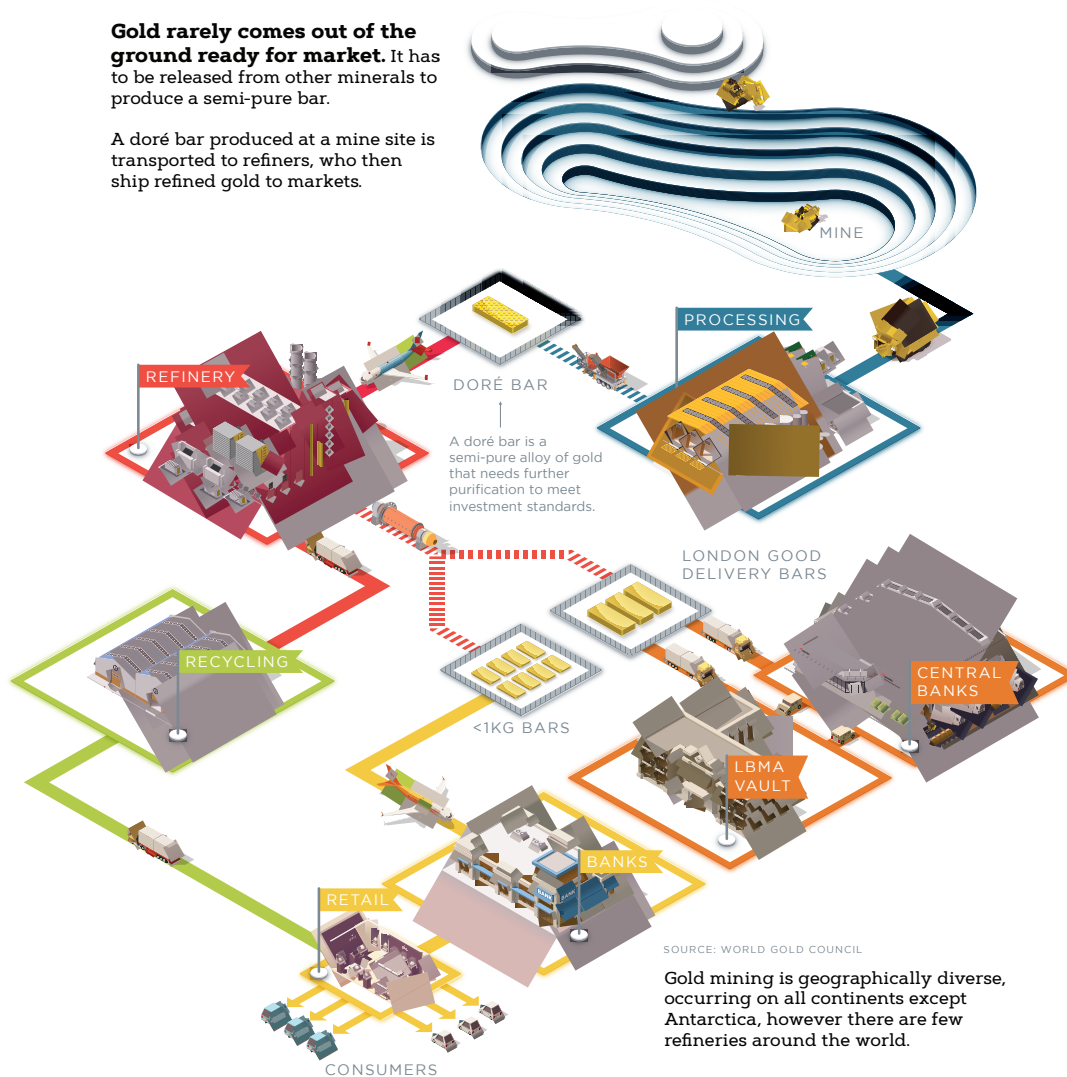 Gold rarely comes out of the
ground ready for market. It has
to be released from other minerals to
produce a semi-pure bar.
A doré bar produced at a mine site is
transported to refiners, who then
ship refined gold to markets.
MINE
PROCESSING
REFINERY
DORÉ BAR
A doré bar is a
semi-pure alloy of gold
that needs further
purification to meet
investment standards.
LONDON GOOD
DELIVERY BARS
RECYCLING
<1KG BARS
CENTRAL
BANKS
LBMA
VAULT
BANKS
BANK
BANK
RETAIL
CONSUMERS
SOURCE: WORLD GOLD COUNCIL
Gold mining is geographically diverse,
occurring on all continents except
Antarctica, however there are few
refineries around the world.